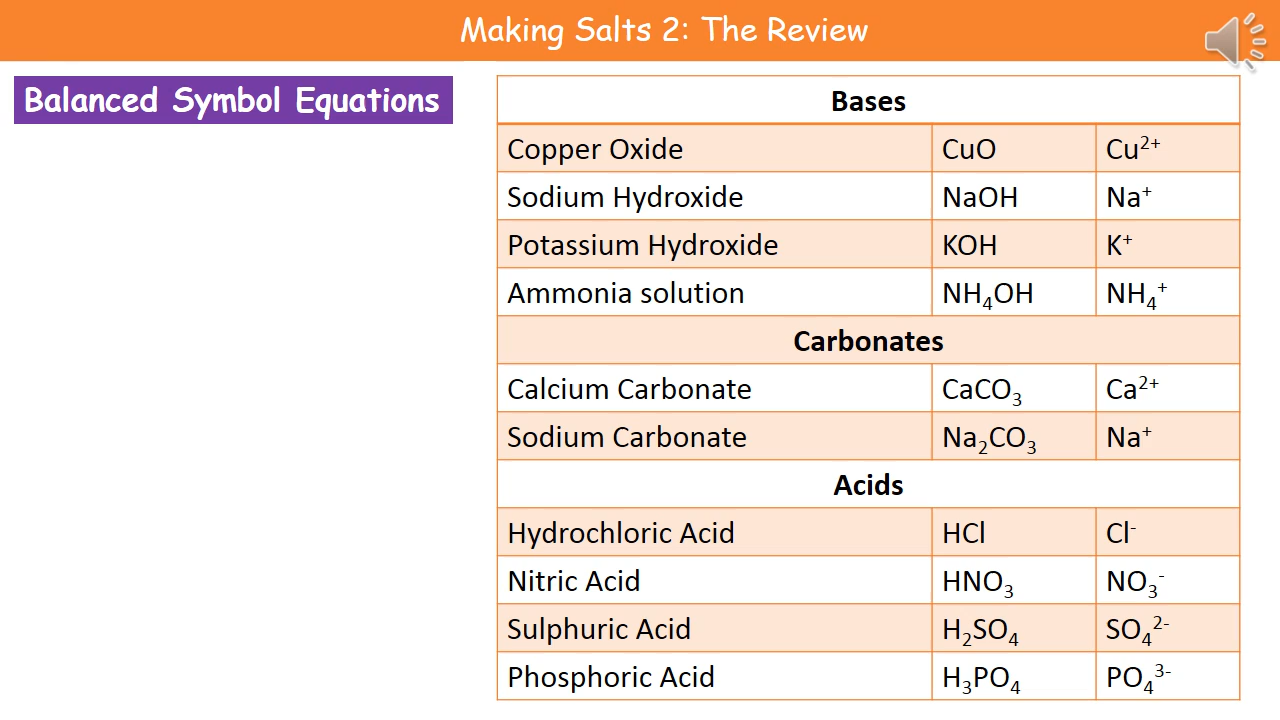 Making Salts 2: The Review
Balanced Symbol Equations
Bases
Copper Oxide CuO Cu²⁺
Sodium Hydroxide NaOH Na⁺
Potassium Hydroxide KOH K⁺
Ammonia solution NH₄OH NH₄⁺
Carbonates
Calcium Carbonate CaCO₃ Ca²⁺
Sodium Carbonate Na₂CO₃ Na⁺
Acids
Hydrochloric Acid HCl Cl⁻
Nitric Acid HNO₃ NO₃⁻
Sulphuric Acid H₂SO₄ SO₄²⁻
Phosphoric Acid H₃PO₄ PO₄³⁻